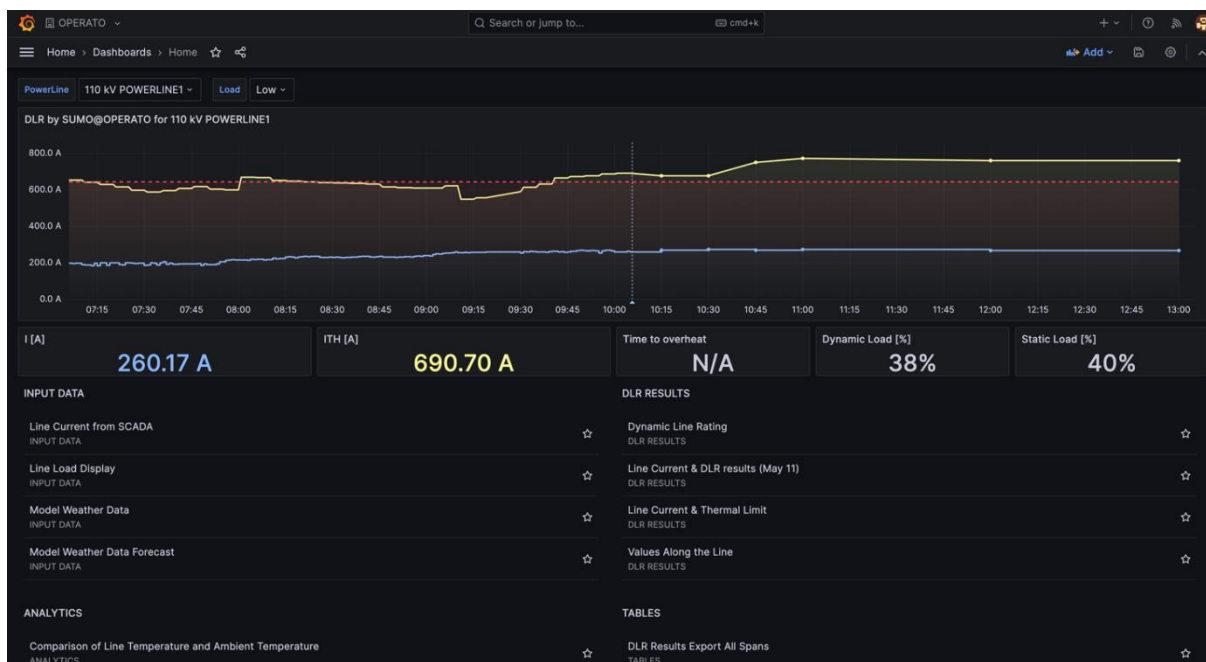 OPERATO
Search or jump to...
cmd+k
Home › Dashboards › Home
Add
PowerLine 110 kV POWERLINE1 Load Low
DLR by SUMO@OPERATO for 110 kV POWERLINE1
800.0 A
600.0 A
400.0 A
200.0 A
0.0 A
07:15 07:30 07:45 08:00 08:15 08:30 08:45 09:00 09:15 09:30 09:45 10:00 10:15 10:30 10:45 11:00 11:15 11:30 11:45 12:00 12:15 12:30 12:45 13:00
I [A]
260.17 A
ITH [A]
690.70 A
Time to overheat
N/A
Dynamic Load [%]
38%
Static Load [%]
40%
INPUT DATA
Line Current from SCADA
INPUT DATA
Line Load Display
INPUT DATA
Model Weather Data
INPUT DATA
Model Weather Data Forecast
INPUT DATA
DLR RESULTS
Dynamic Line Rating
DLR RESULTS
Line Current & DLR results (May 11)
DLR RESULTS
Line Current & Thermal Limit
DLR RESULTS
Values Along the Line
DLR RESULTS
ANALYTICS
Comparison of Line Temperature and Ambient Temperature
ANALYTICS
TABLES
DLR Results Export All Spans
TABLES